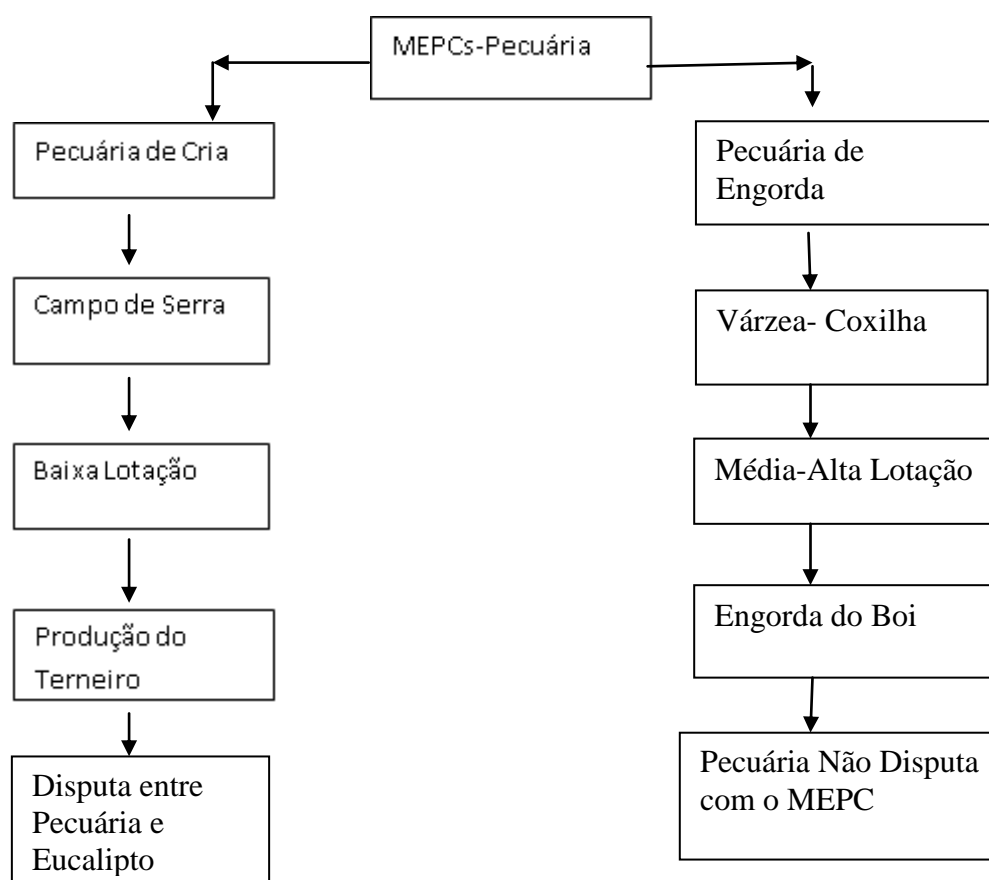 MEPCs-Pecuária
Pecuária de Cria
Campo de Serra
Baixa Lotação
Produção do
Terneiro
Disputa entre
Pecuária e
Eucalipto
Pecuária de
Engorda
Várzea- Coxilha
Média-Alta Lotação
Engorda do Boi
Pecuária Não Disputa
com o MEPC